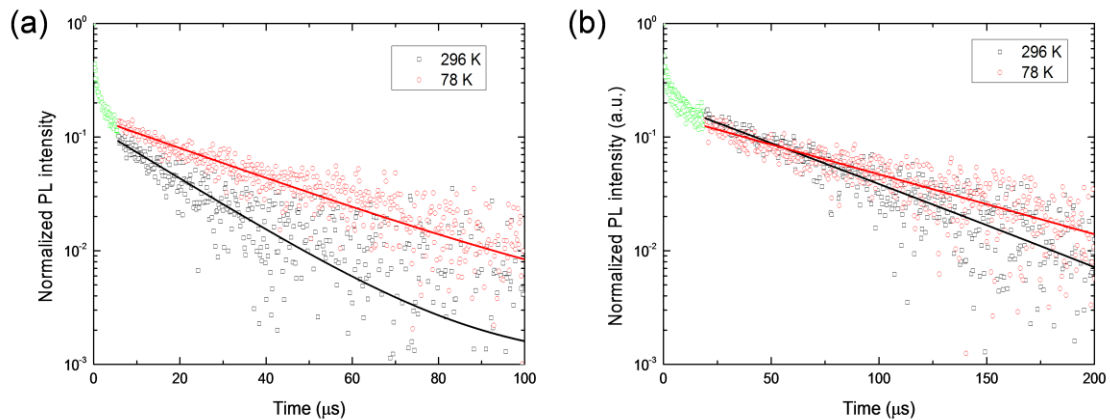 (a)
10⁰
10⁻¹
10⁻²
10⁻³
Normalized PL intensity
296 K
78 K
0 20 40 60 80 100
Time (μs)
(b)
10⁰
10⁻¹
10⁻²
10⁻³
Normalized PL intensity (a.u.)
296 K
78 K
0 50 100 150 200
Time (μs)